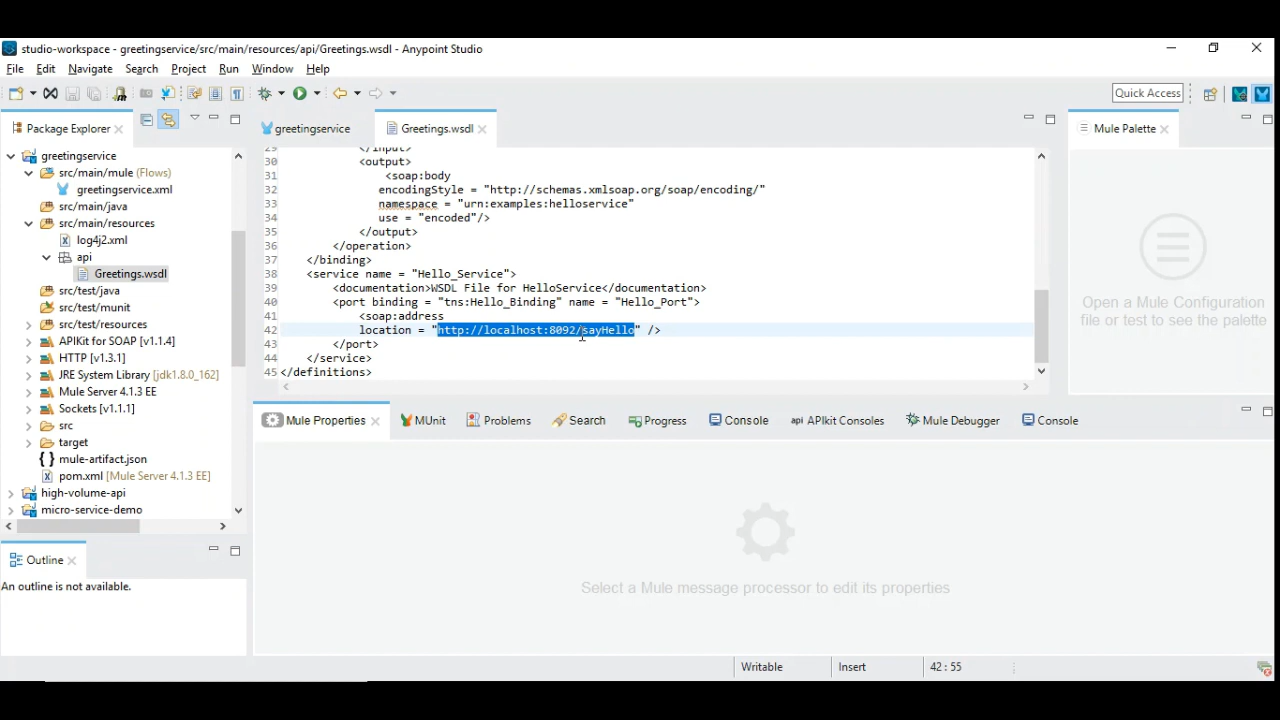 studio-workspace - greetingservice/src/main/resources/api/Greetings.wsdl - Anypoint Studio
File Edit Navigate Search Project Run Window Help
Quick Access
Package Explorer
greetingservice
src/main/mule (Flows)
greetingservice.xml
src/main/java
src/main/resources
log4j2.xml
api
Greetings.wsdl
src/test/java
src/test/munit
src/test/resources
APIKit for SOAP [v1.1.4]
HTTP [v1.3.1]
JRE System Library [jdk1.8.0_162]
Mule Server 4.1.3 EE
Sockets [v1.1.1]
src
target
mule-artifact.json
pom.xml [Mule Server 4.1.3 EE]
high-volume-api
micro-service-demo
Outline
An outline is not available.
greetingservice Greetings.wsdl
29 </input>
30 <output>
31 <soap:body
32 encodingStyle = "http://schemas.xmlsoap.org/soap/encoding/"
33 namespace = "urn:examples:helloservice"
34 use = "encoded"/>
35 </output>
36 </operation>
37 </binding>
38 <service name = "Hello_Service">
39 <documentation>WSDL File for HelloService</documentation>
40 <port binding = "tns:Hello_Binding" name = "Hello_Port">
41 <soap:address
42 location = "http://localhost:8092/sayHello" />
43 </port>
44 </service>
45 </definitions>
Mule Palette
Open a Mule Configuration
file or test to see the palette
Mule Properties MUnit Problems Search Progress Console api APIkit Consoles Mule Debugger Console
Select a Mule message processor to edit its properties
Writable Insert 42 : 55